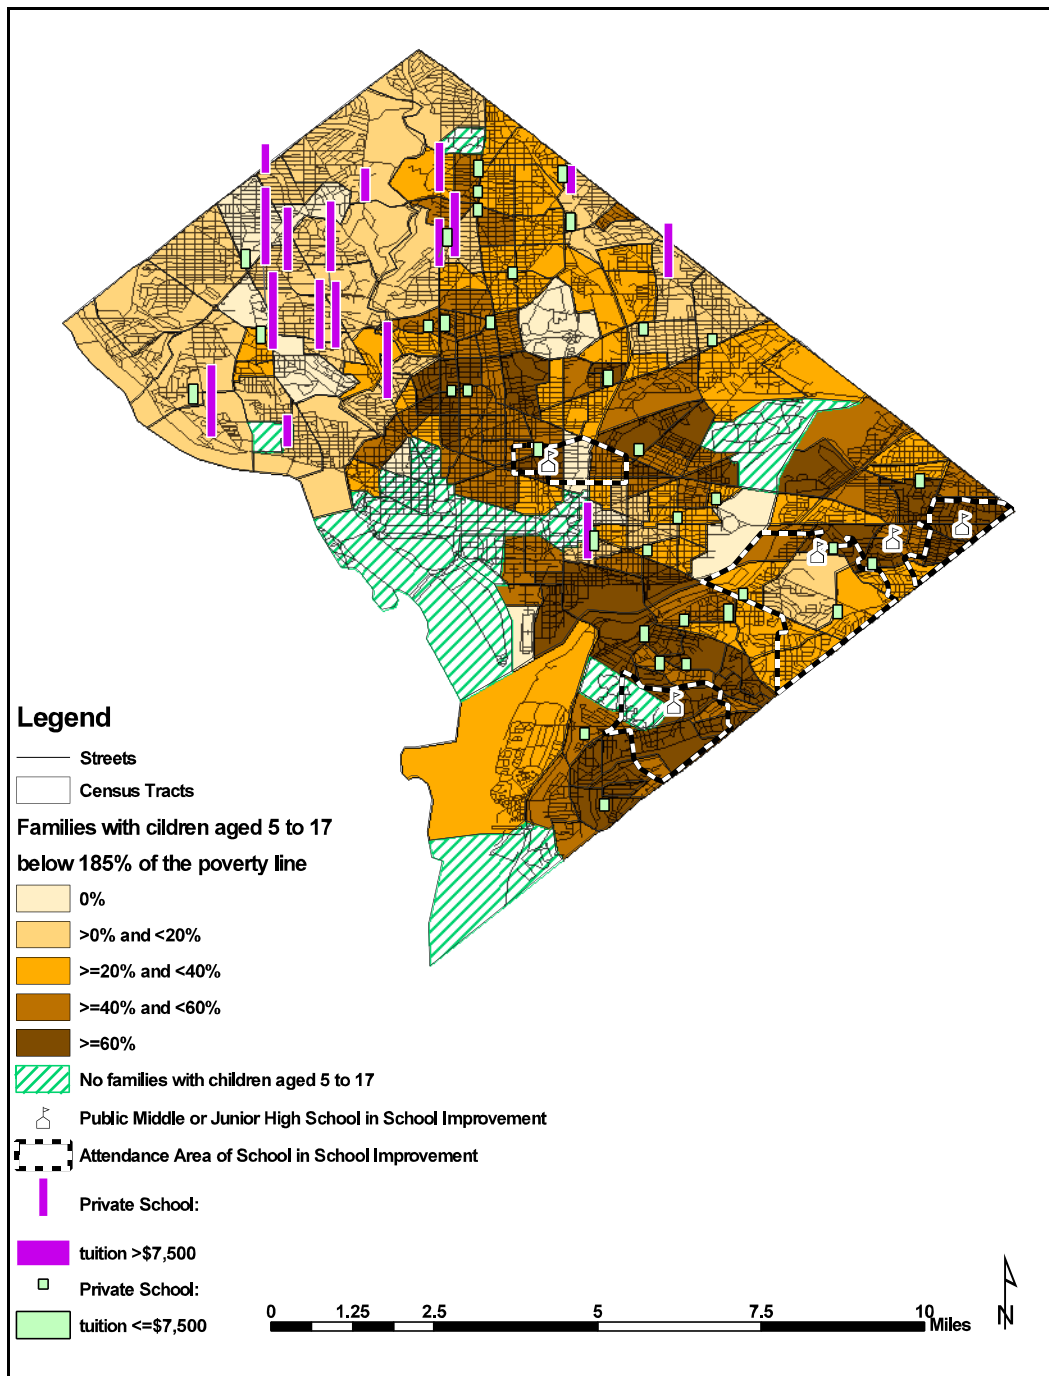 Legend
Streets
Census Tracts
Families with cildren aged 5 to 17
below 185% of the poverty line
0%
>0% and <20%
>=20% and <40%
>=40% and <60%
>=60%
No families with children aged 5 to 17
Public Middle or Junior High School in School Improvement
Attendance Area of School in School Improvement
Private School:
tuition >$7,500
Private School:
tuition <=$7,500
0 1.25 2.5 5 7.5 10
Miles
N